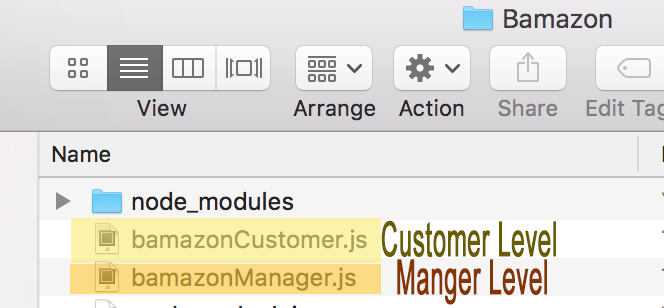 Bamazon
View
Arrange
Action
Share
Edit Tag
Name
node_modules
bamazonCustomer.js Customer Level
bamazonManager.js Manger Level